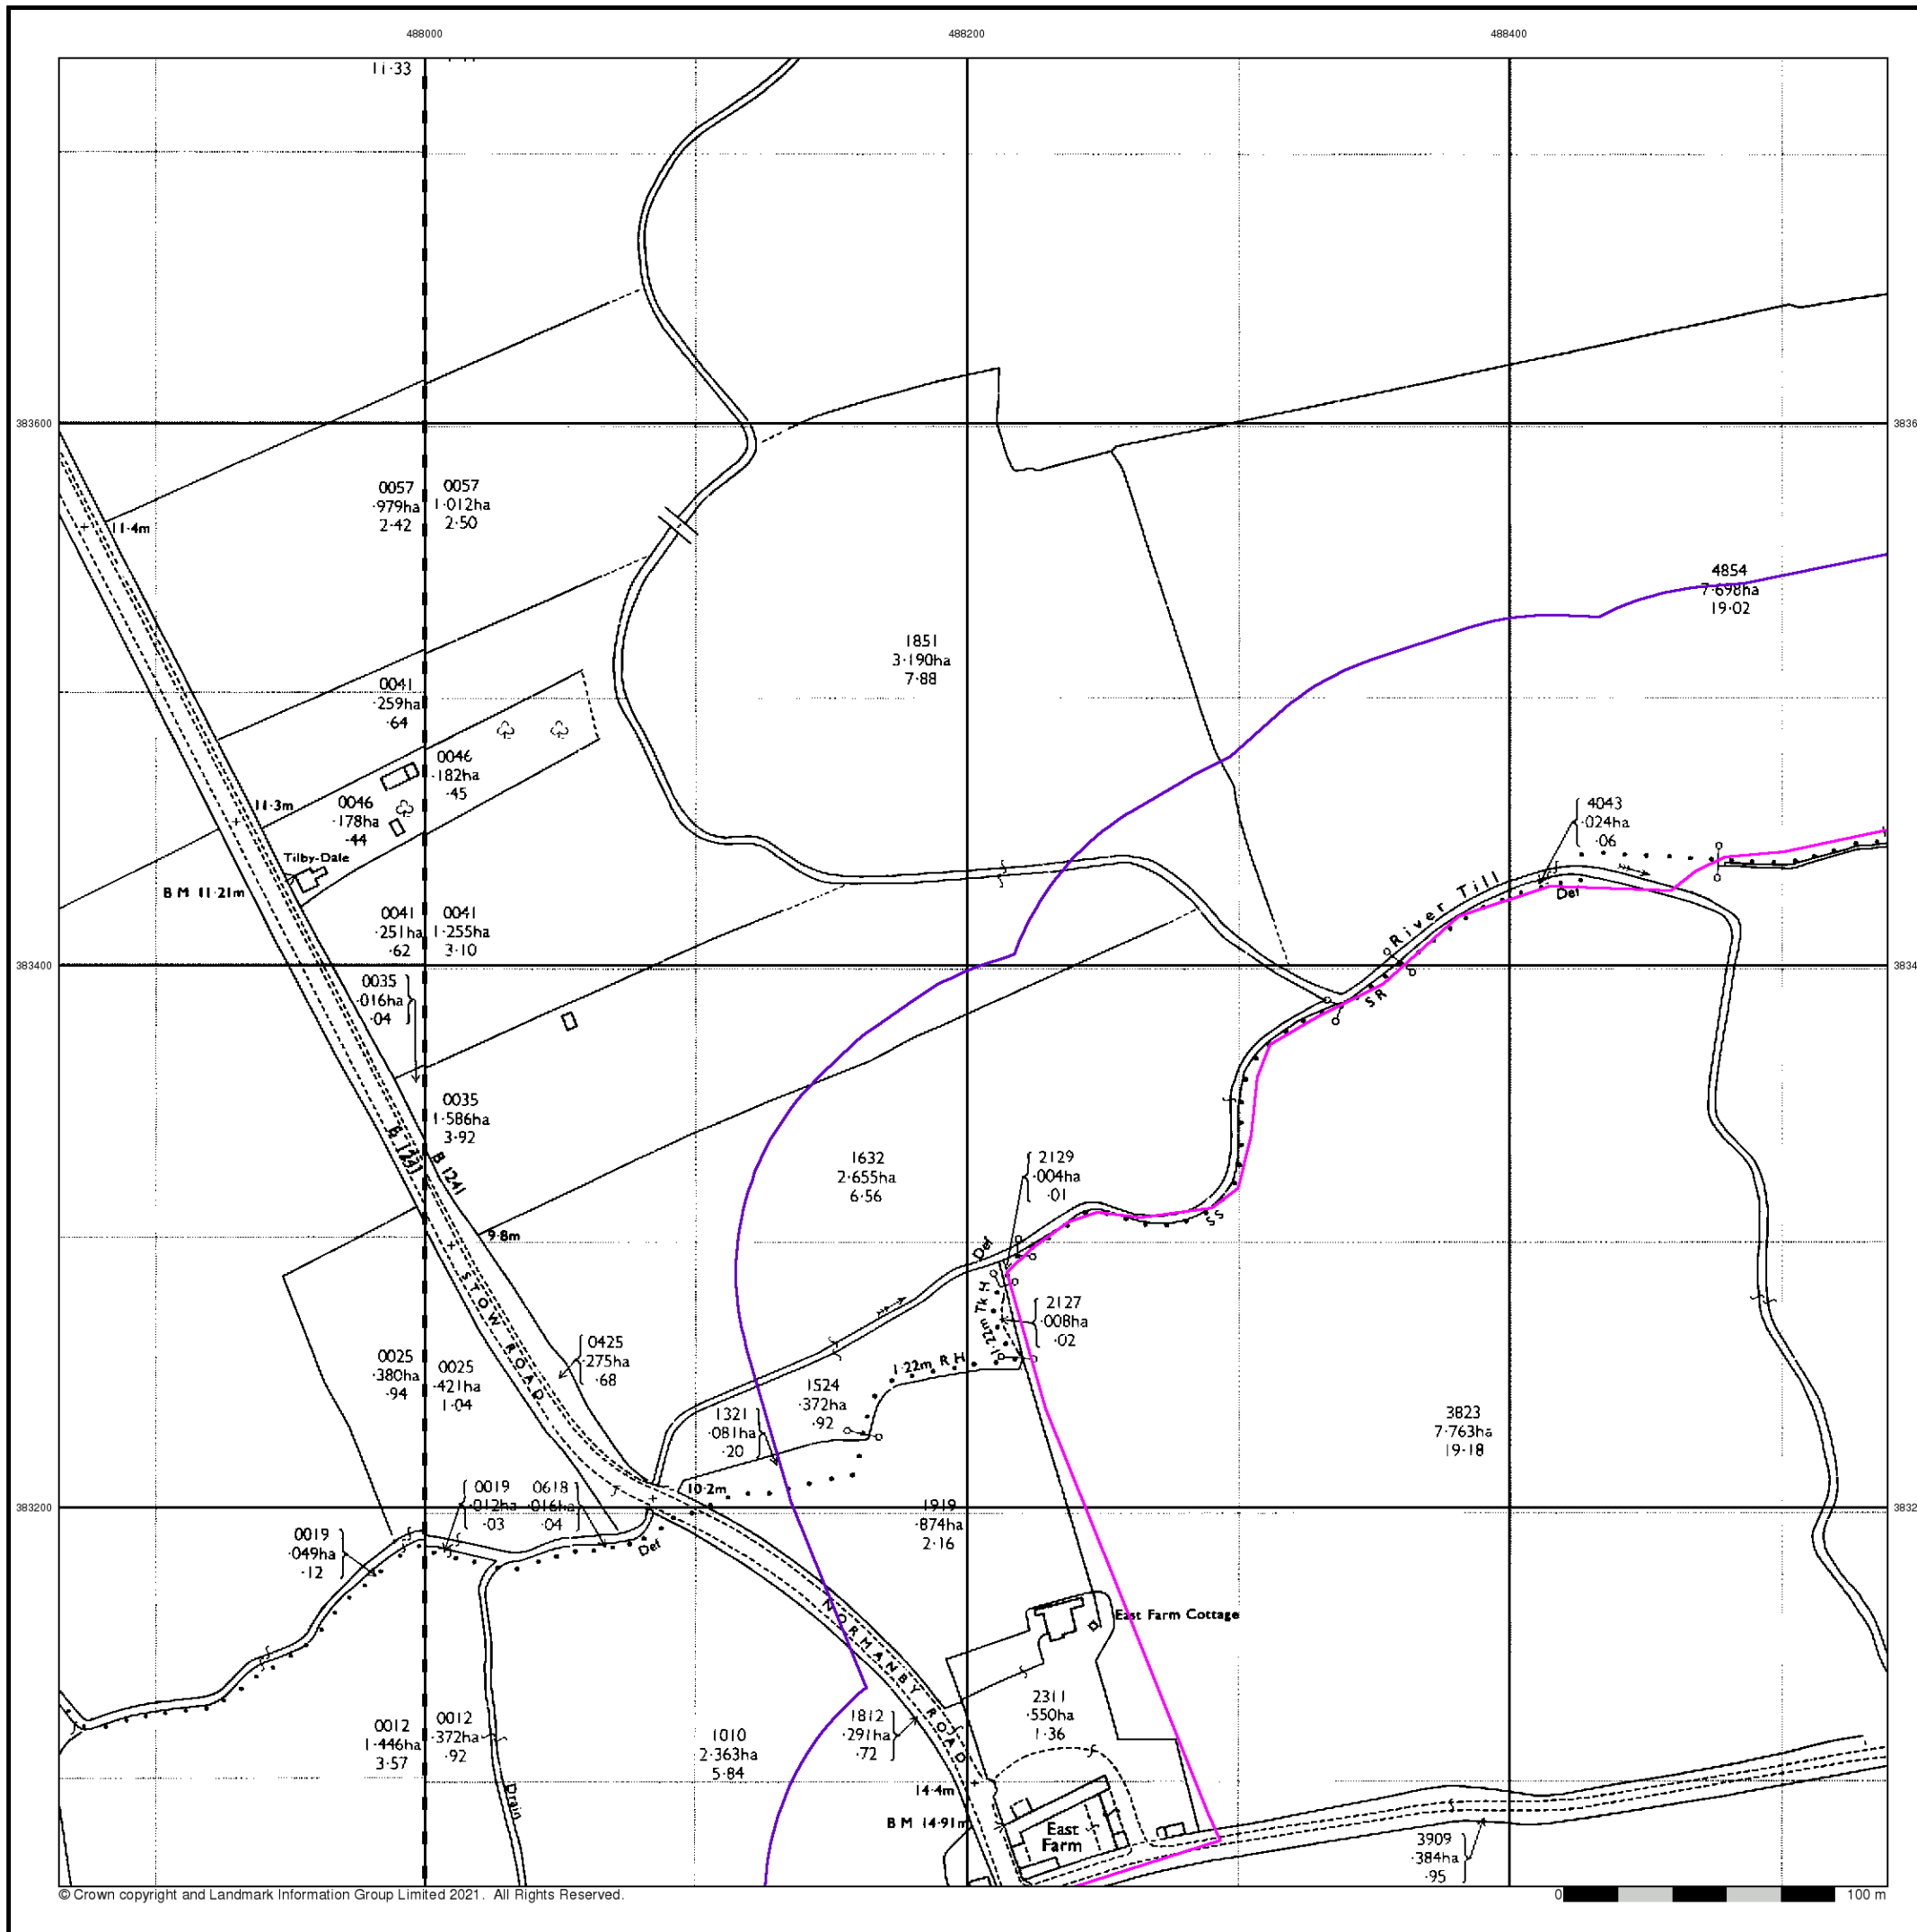 488000
488200
488400
11·33
383600
3836
0057
·979ha
2·42
0057
1·012ha
2·50
11·4m
4854
7·698ha
19·02
1851
3·190ha
7·88
0041
·259ha
·64
0046
·182ha
·45
11·3m
0046
·178ha
·44
Tilby-Dale
B M 11·21m
4043
·024ha
·06
River Till
Def
0041
·251ha
·62
0041
1·255ha
3·10
383400
3834
0035
·016ha
·04
SR
0035
1·586ha
3·92
B 1241
B 1241
1632
2·655ha
6·56
2129
·004ha
·01
SS
9·8m
Def
STOW ROAD
1·22m Tk H
2127
·008ha
·02
0425
·275ha
·68
0025
·380ha
·94
0025
·421ha
1·04
1·22m R H
1524
·372ha
·92
1321
·081ha
·20
3823
7·763ha
19·18
10·2m
383200
3832
0019
·012ha
·03
0618
·016ha
·04
0019
·049ha
·12
Def
1919
·874ha
2·16
East Farm Cottage
NORMANBY ROAD
2311
·550ha
1·36
0012
1·446ha
3·57
0012
·372ha
·92
1010
2·363ha
5·84
1812
·291ha
·72
Drain
14·4m
B M 14·91m
East
Farm
3909
·384ha
·95
© Crown copyright and Landmark Information Group Limited 2021. All Rights Reserved.
0
100 m